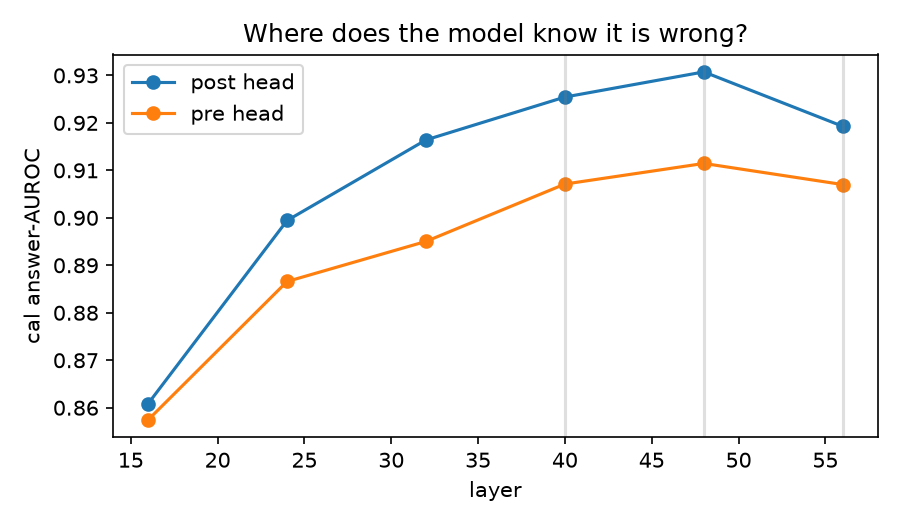 Where does the model know it is wrong?
post head
pre head
cal answer-AUROC
0.93
0.92
0.91
0.90
0.89
0.88
0.87
0.86
15 20 25 30 35 40 45 50 55
layer